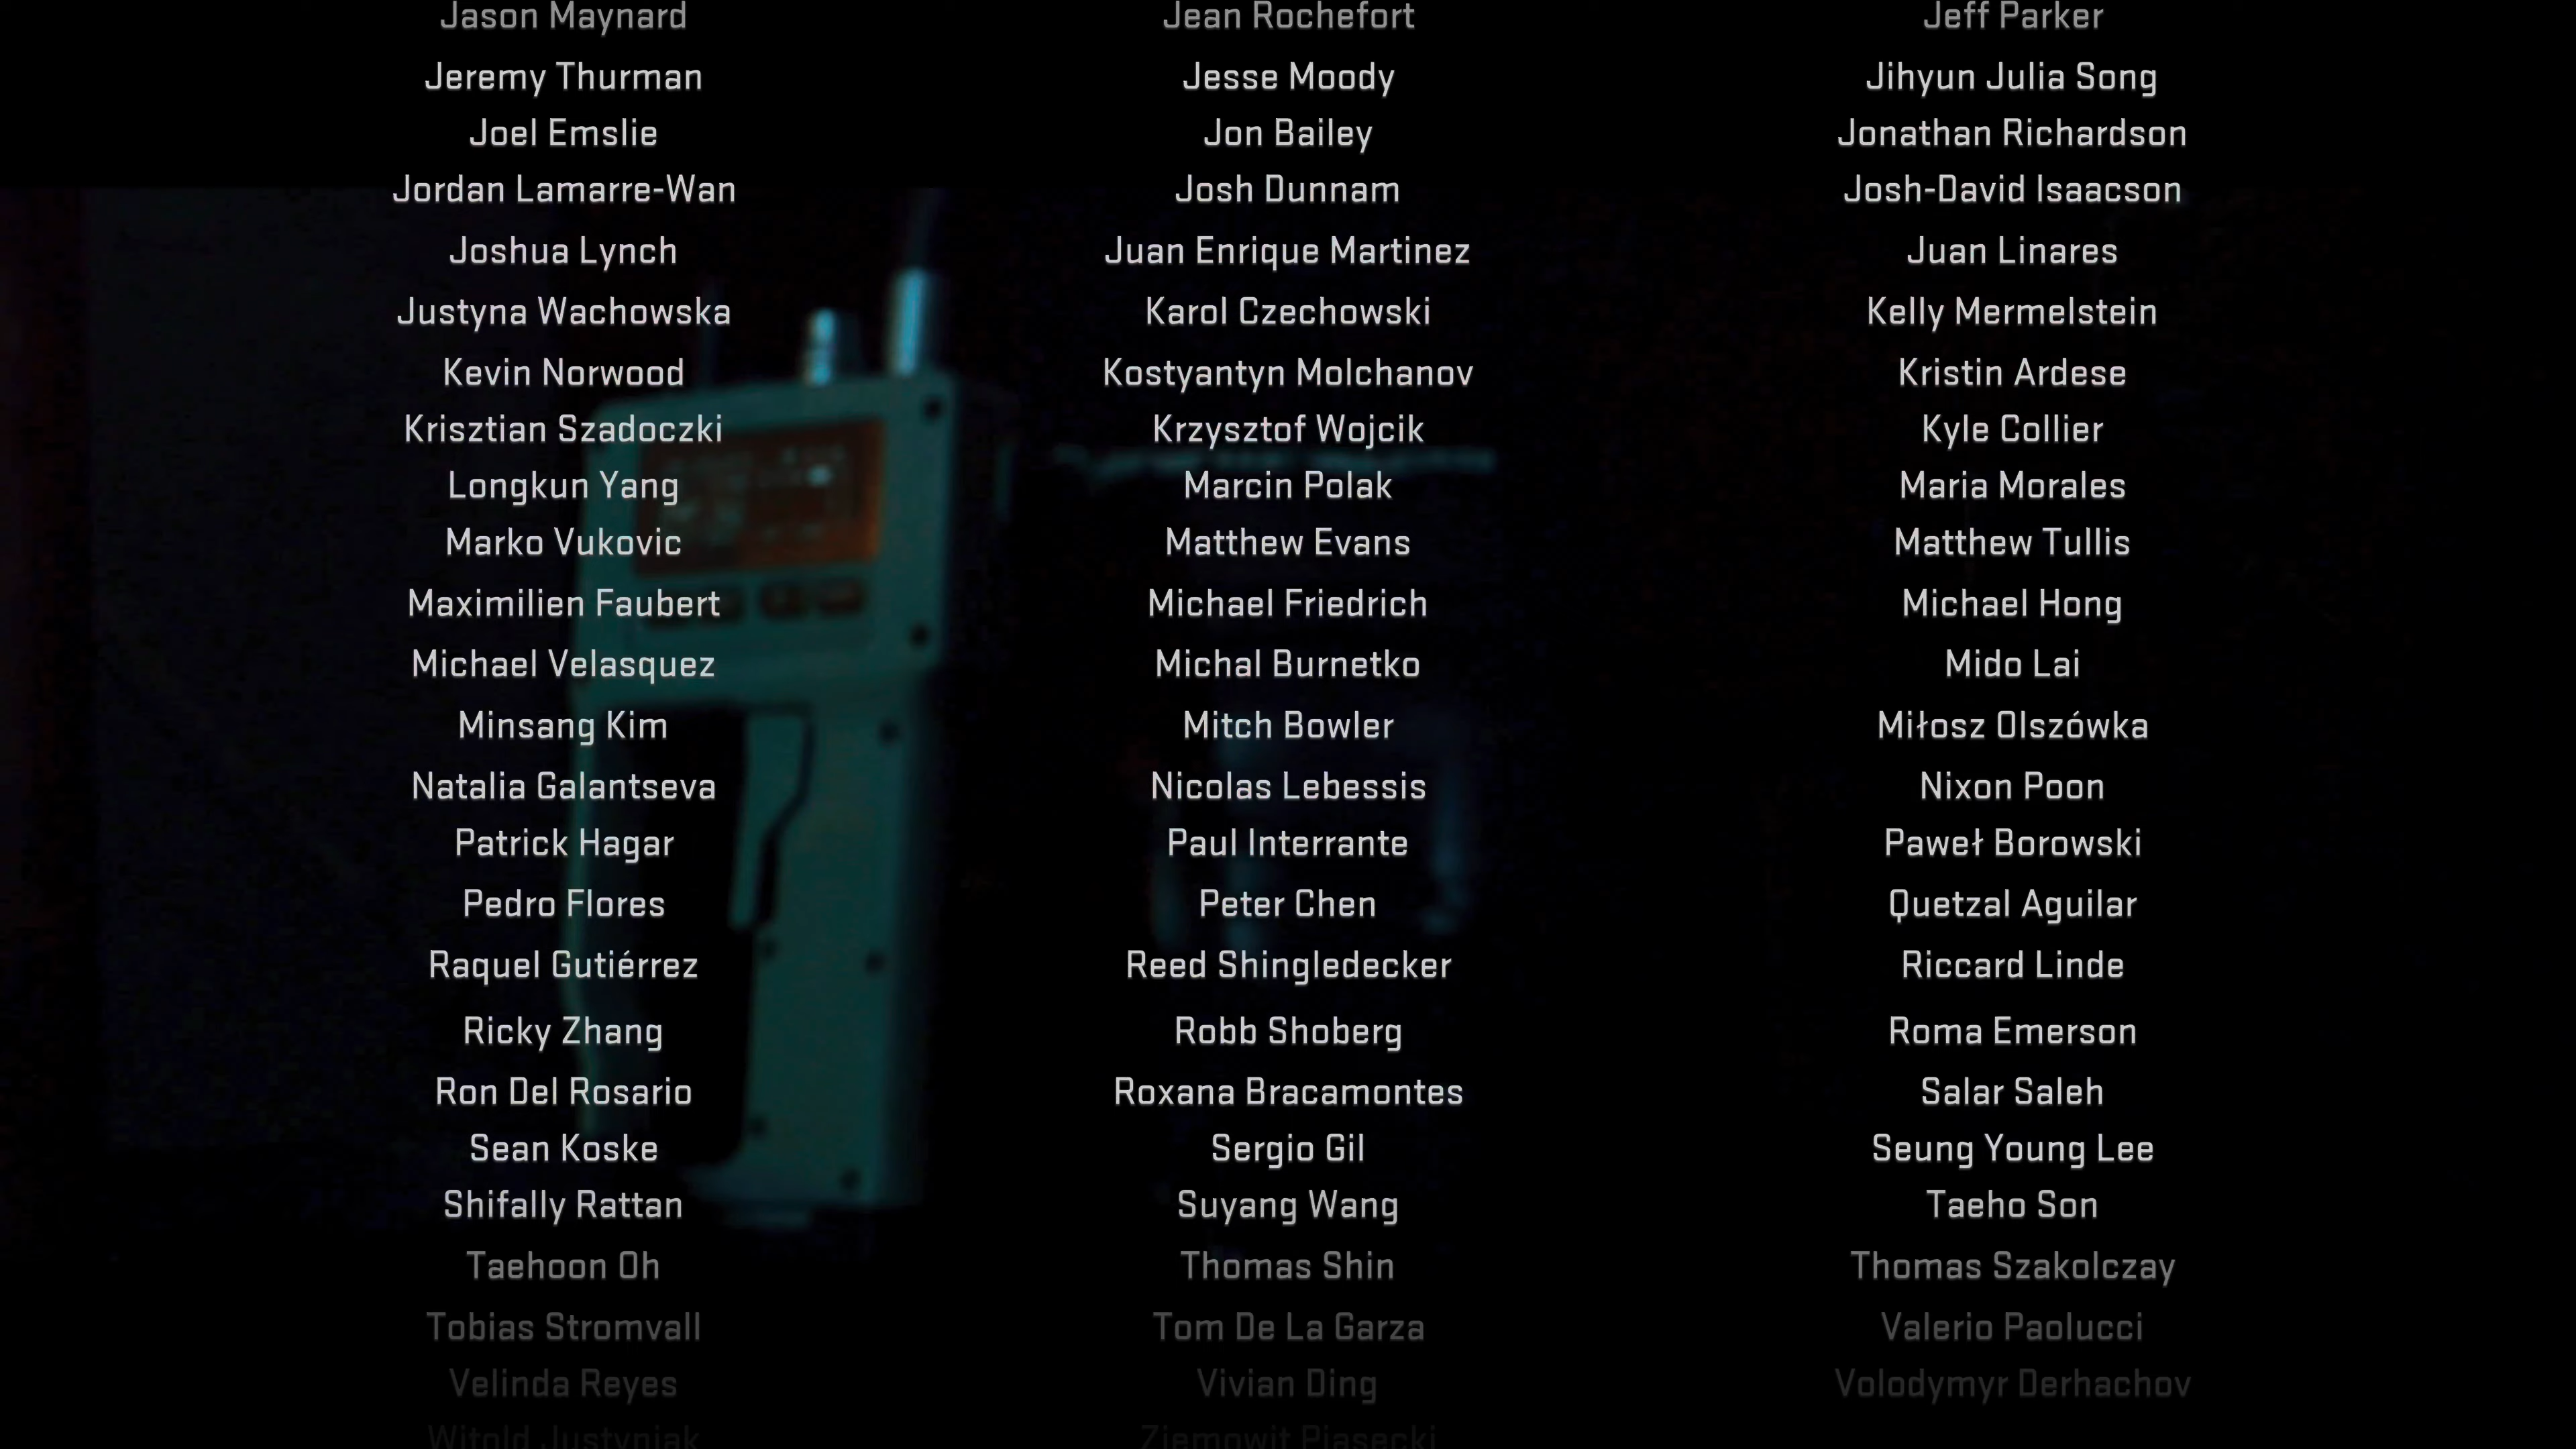 Jason Maynard Jean Rochefort Jeff Parker
Jeremy Thurman Jesse Moody Jihyun Julia Song
Joel Emslie Jon Bailey Jonathan Richardson
Jordan Lamarre-Wan Josh Dunnam Josh-David Isaacson
Joshua Lynch Juan Enrique Martinez Juan Linares
Justyna Wachowska Karol Czechowski Kelly Mermelstein
Kevin Norwood Kostyantyn Molchanov Kristin Ardese
Krisztian Szadoczki Krzysztof Wojcik Kyle Collier
Longkun Yang Marcin Polak Maria Morales
Marko Vukovic Matthew Evans Matthew Tullis
Maximilien Faubert Michael Friedrich Michael Hong
Michael Velasquez Michal Burnetko Mido Lai
Minsang Kim Mitch Bowler Miłosz Olszówka
Natalia Galantseva Nicolas Lebessis Nixon Poon
Patrick Hagar Paul Interrante Paweł Borowski
Pedro Flores Peter Chen Quetzal Aguilar
Raquel Gutiérrez Reed Shingledecker Riccard Linde
Ricky Zhang Robb Shoberg Roma Emerson
Ron Del Rosario Roxana Bracamontes Salar Saleh
Sean Koske Sergio Gil Seung Young Lee
Shifally Rattan Suyang Wang Taeho Son
Taehoon Oh Thomas Shin Thomas Szakolczay
Tobias Stromvall Tom De La Garza Valerio Paolucci
Velinda Reyes Vivian Ding Volodymyr Derhachov
Witold Justyniak Ziemowit Piasecki